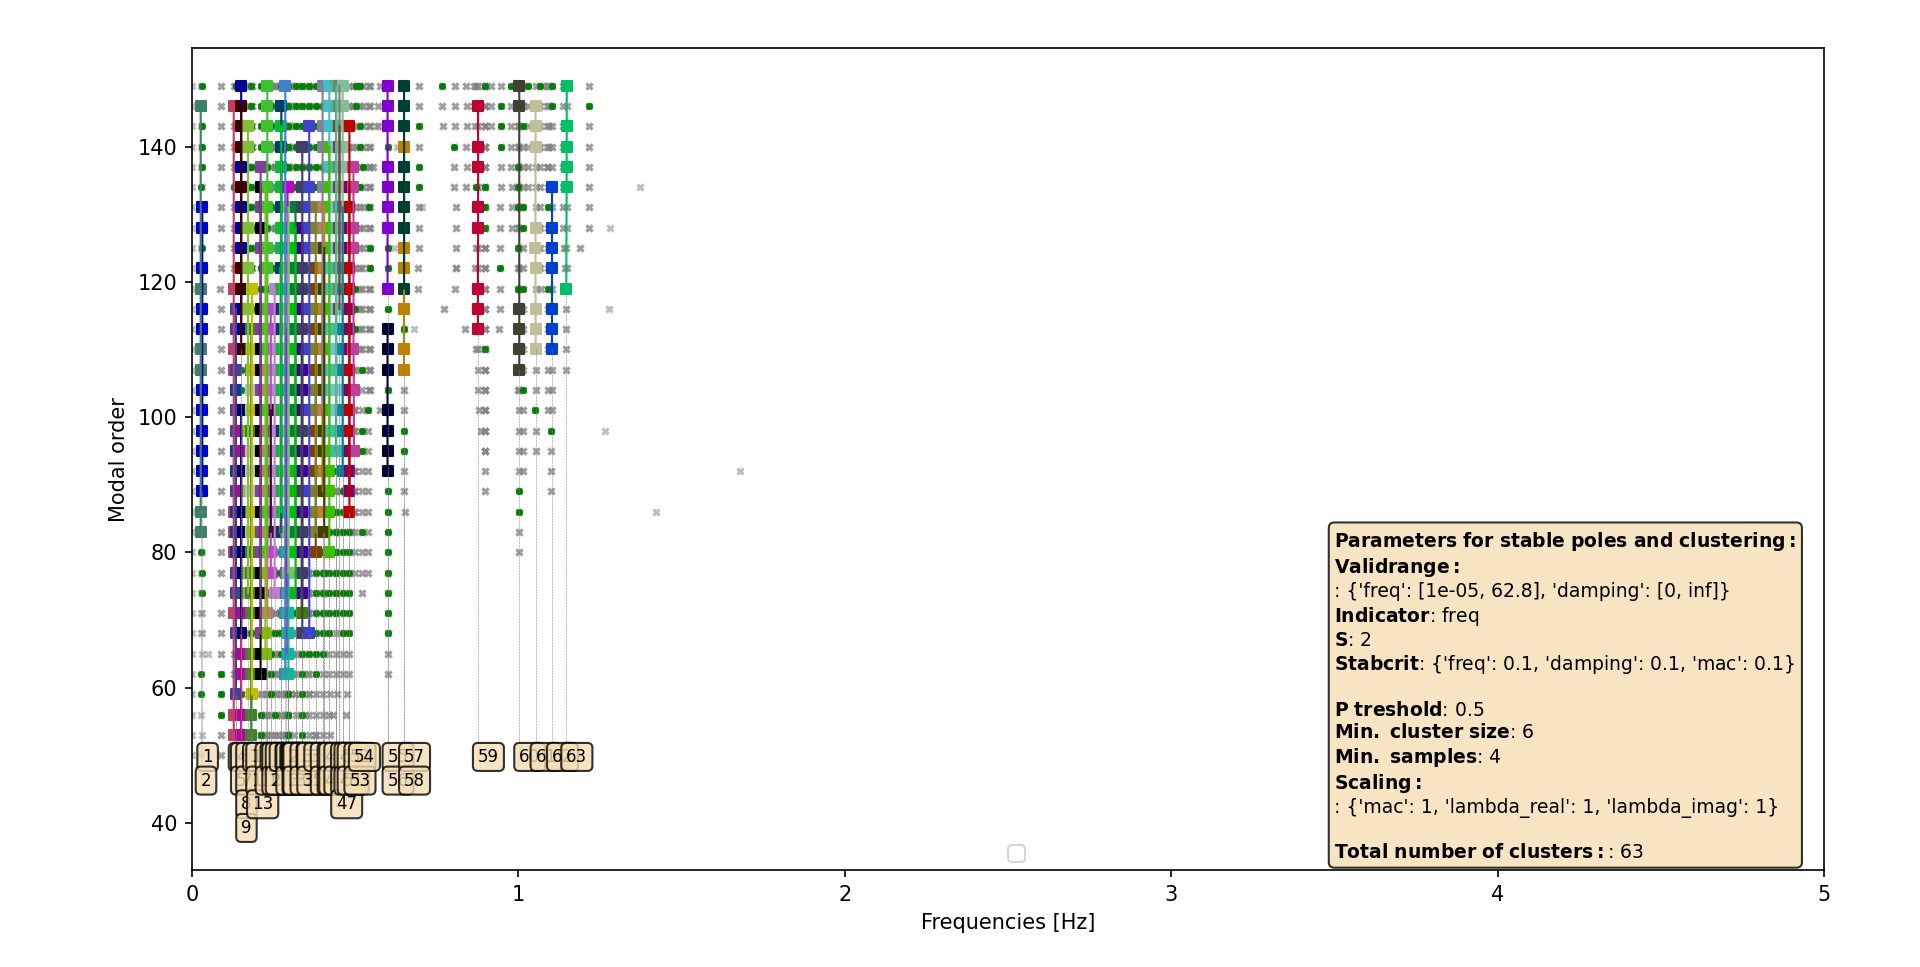 140
120
100
80
60
40
Modal order
0
1
2
3
4
5
Frequencies [Hz]
1
2
54
53
47
13
9
57
58
59
63
Parameters for stable poles and clustering:
Validrange:
: {'freq': [1e-05, 62.8], 'damping': [0, inf]}
Indicator: freq
S: 2
Stabcrit: {'freq': 0.1, 'damping': 0.1, 'mac': 0.1}
P treshold: 0.5
Min. cluster size: 6
Min. samples: 4
Scaling:
: {'mac': 1, 'lambda_real': 1, 'lambda_imag': 1}
Total number of clusters: : 63